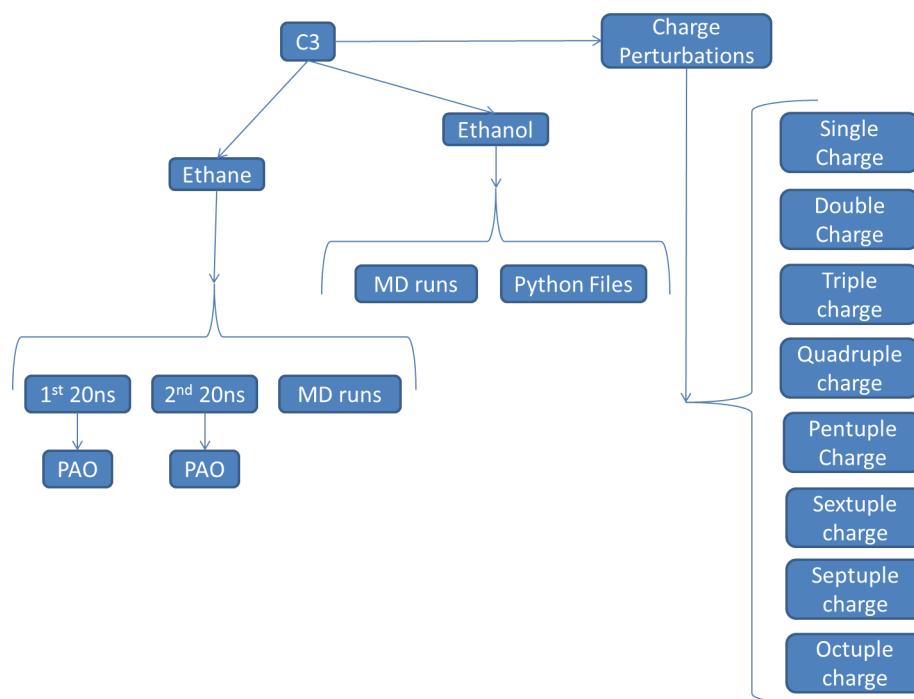 C3
Charge
Perturbations
Ethanol
Ethane
MD runs
Python Files
1st 20ns
2nd 20ns
MD runs
PAO
PAO
Single
Charge
Double
Charge
Triple
charge
Quadruple
charge
Pentuple
Charge
Sextuple
charge
Septuple
charge
Octuple
charge